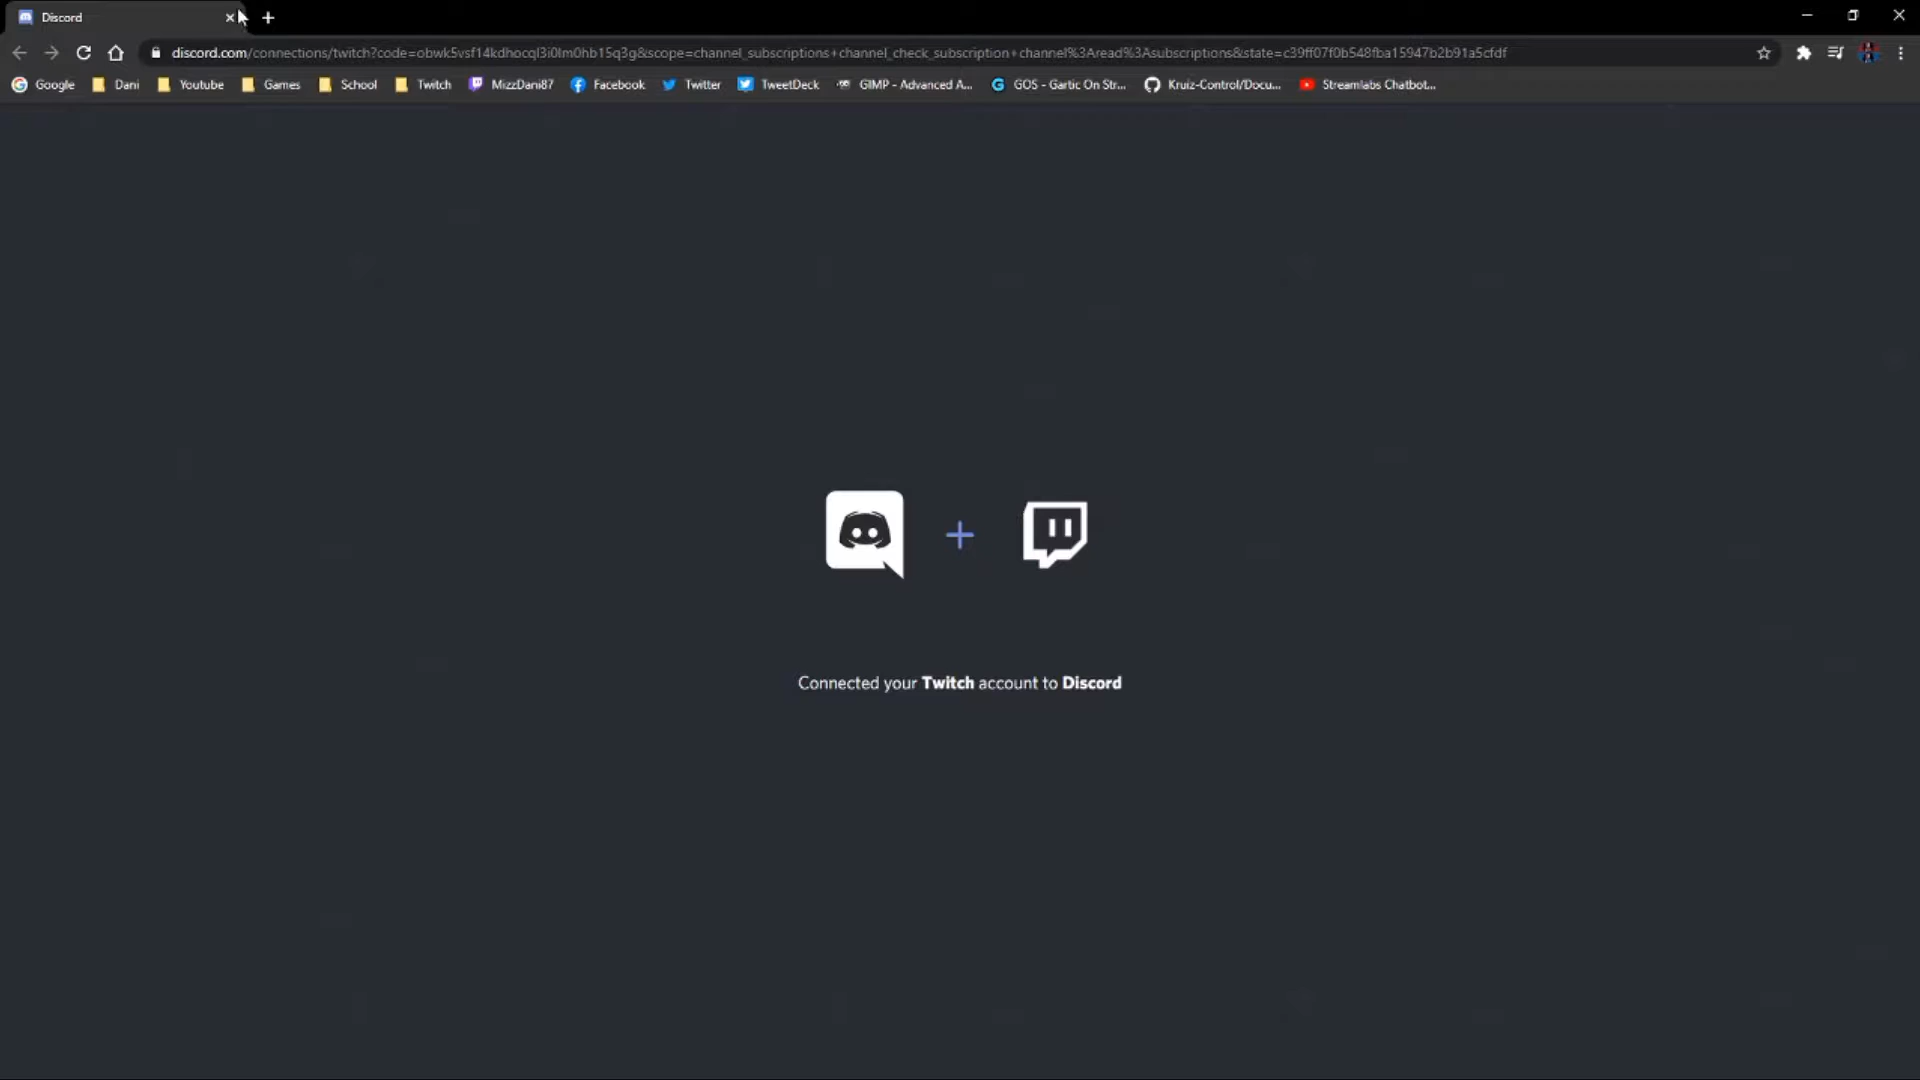 Discord
discord.com/connections/twitch?code=obwk5vsf14kdhocql3i0lm0hb15q3g&scope=channel_subscriptions+channel_check_subscription+channel%3Aread%3Asubscriptions&state=c39ff07f0b548fba15947b2b91a5cfdf
Google Dani Youtube Games School Twitch MizzDani87 Facebook Twitter TweetDeck GIMP - Advanced A... GOS - Gartic On Str... Kruiz-Control/Docu... Streamlabs Chatbot...
Connected your Twitch account to Discord